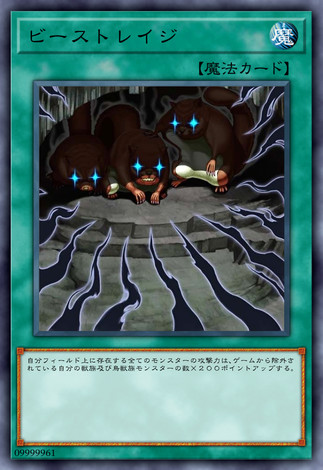 ビーストレイジ
魔
【魔法カード】
自分フィールド上に存在する全てのモンスターの攻撃力は、ゲームから除外さ
れている自分の獣族及び鳥獣族モンスターの数×200ポイントアップする。
09999961